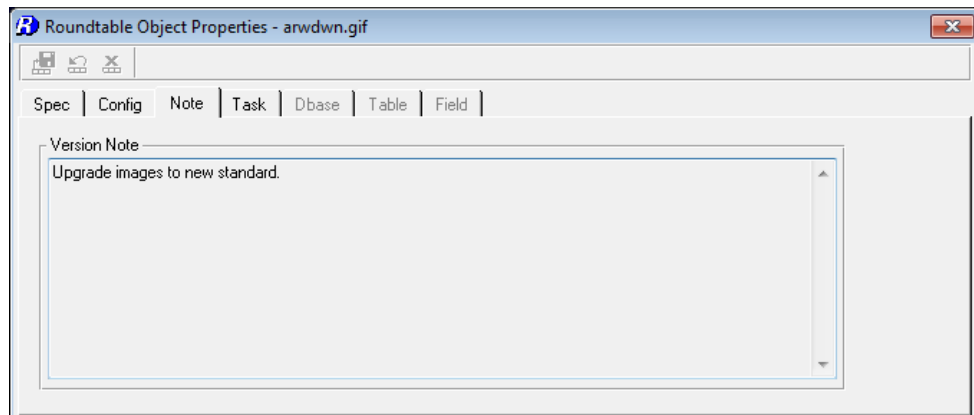 Roundtable Object Properties - arwdwn.gif
Spec Config Note Task Dbase Table Field
Version Note
Upgrade images to new standard.